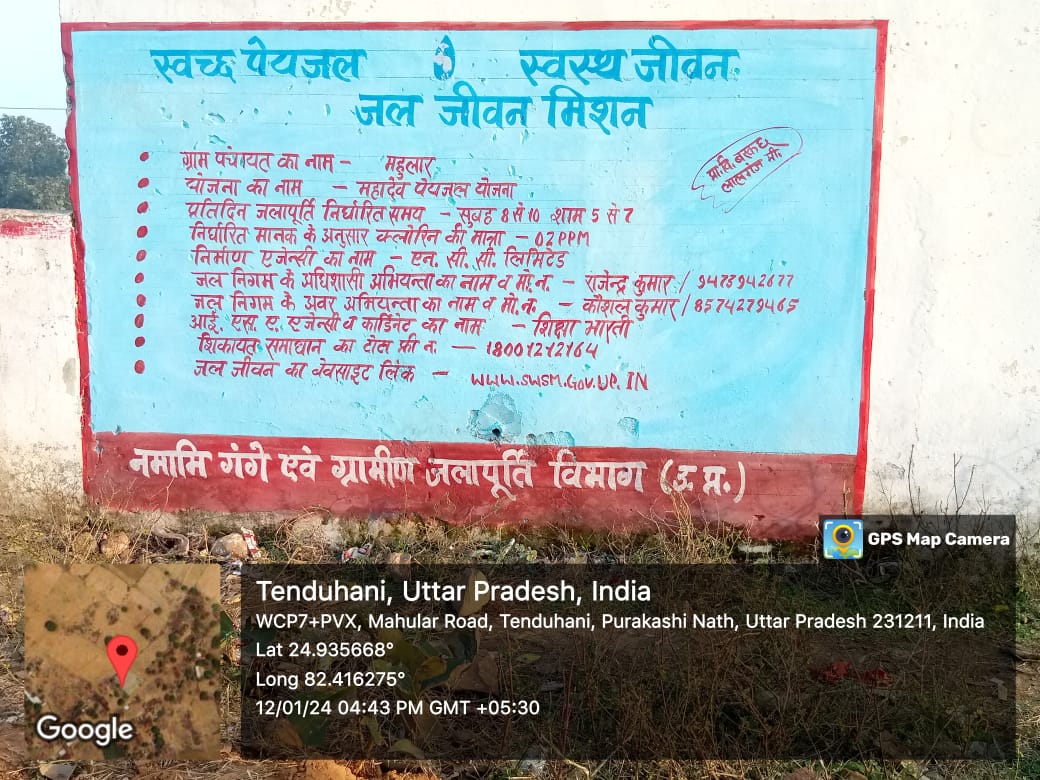 स्वच्छ पेयजल से स्वस्थ जीवन
जल जीवन मिशन
प्रा. वि. बरूड
लालगंज मी.
• ग्राम पंचायत का नाम - महुलार
• योजना का नाम - महादेव पेयजल योजना
• प्रतिदिन जलापूर्ति निर्धारित समय - सुबह 8 से 10 शाम 5 से 7
• निर्धारित मानक के अनुसार क्लोरिन की मात्रा - 02 PPM
• निर्माण एजेन्सी का नाम - एन. सी. सी. लिमिटेड
• जल निगम के अधिशासी अभियन्ता का नाम व मो.न. - राजेन्द्र कुमार /
• जल निगम के अवर अभियन्ता का नाम व मो.न. - कौशल कुमार / 8574279465
• आई. एस. ए. एजेन्सी व कार्डिनेट का नाम - शिक्षा भारती
• शिकायत समाधान का टोल फ्री न. - 18001212164
• जल जीवन का वेवसाइट लिंक - WWW.SWSM.GOV.UP.IN
नमामि गंगे एवं ग्रामीण जलापूर्ति विभाग (उ.प्र.)
GPS Map Camera
Tenduhani, Uttar Pradesh, India
WCP7+PVX, Mahular Road, Tenduhani, Purakashi Nath, Uttar Pradesh 231211, India
Lat 24.935668°
Long 82.416275°
12/01/24 04:43 PM GMT +05:30
Google